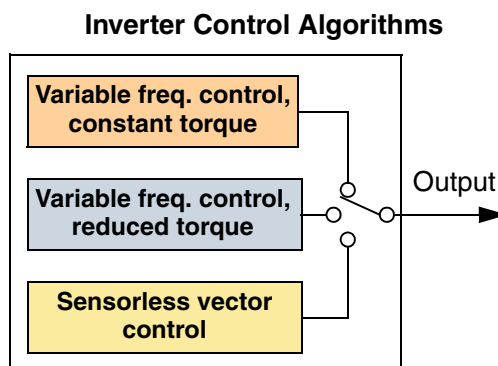 Inverter Control Algorithms
Variable freq. control,
constant torque
Variable freq. control,
reduced torque
Output
Sensorless vector
control